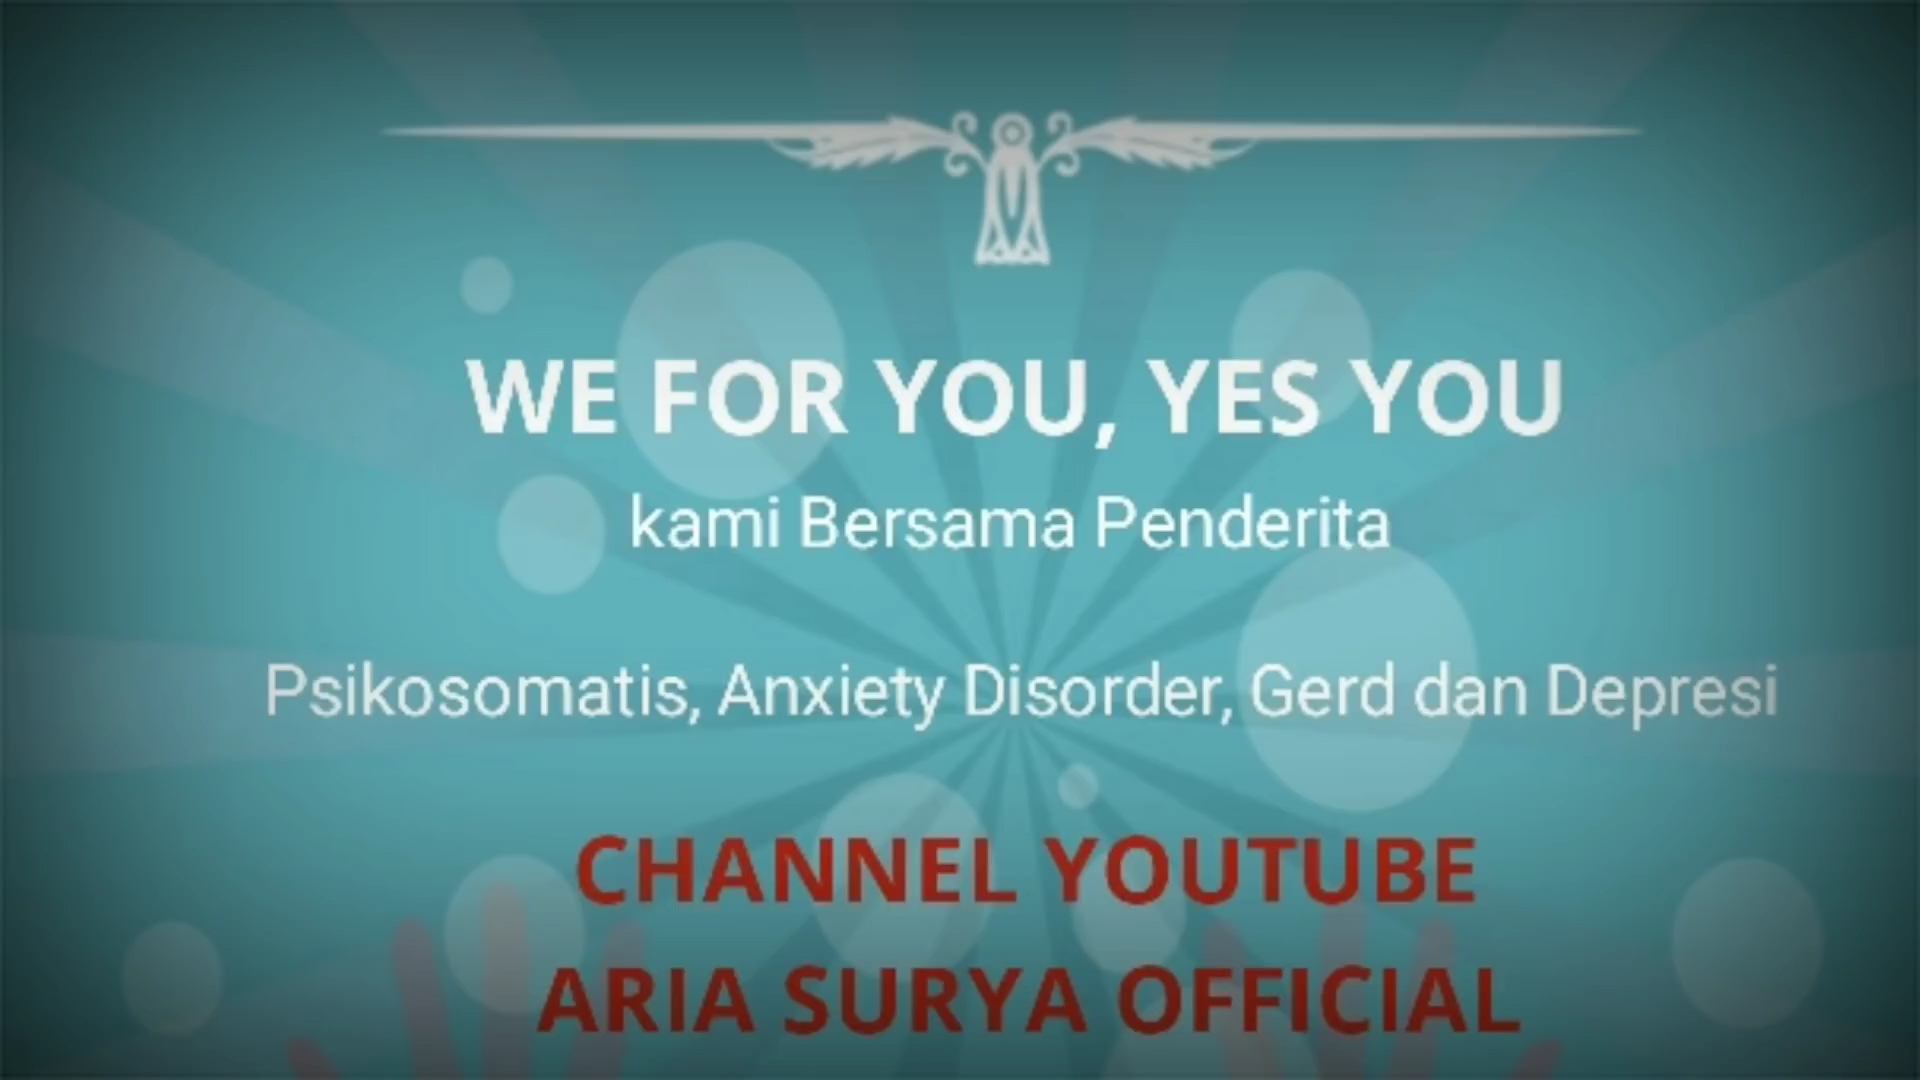 WE FOR YOU, YES YOU
kami Bersama Penderita
Psikosomatis, Anxiety Disorder, Gerd dan Depresi
CHANNEL YOUTUBE
ARIA SURYA OFFICIAL